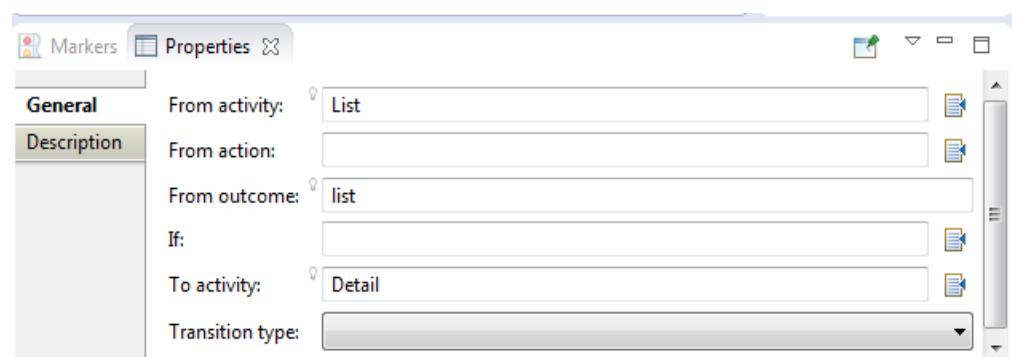 Markers Properties
General
Description
From activity: List
From action:
From outcome: list
If:
To activity: Detail
Transition type: